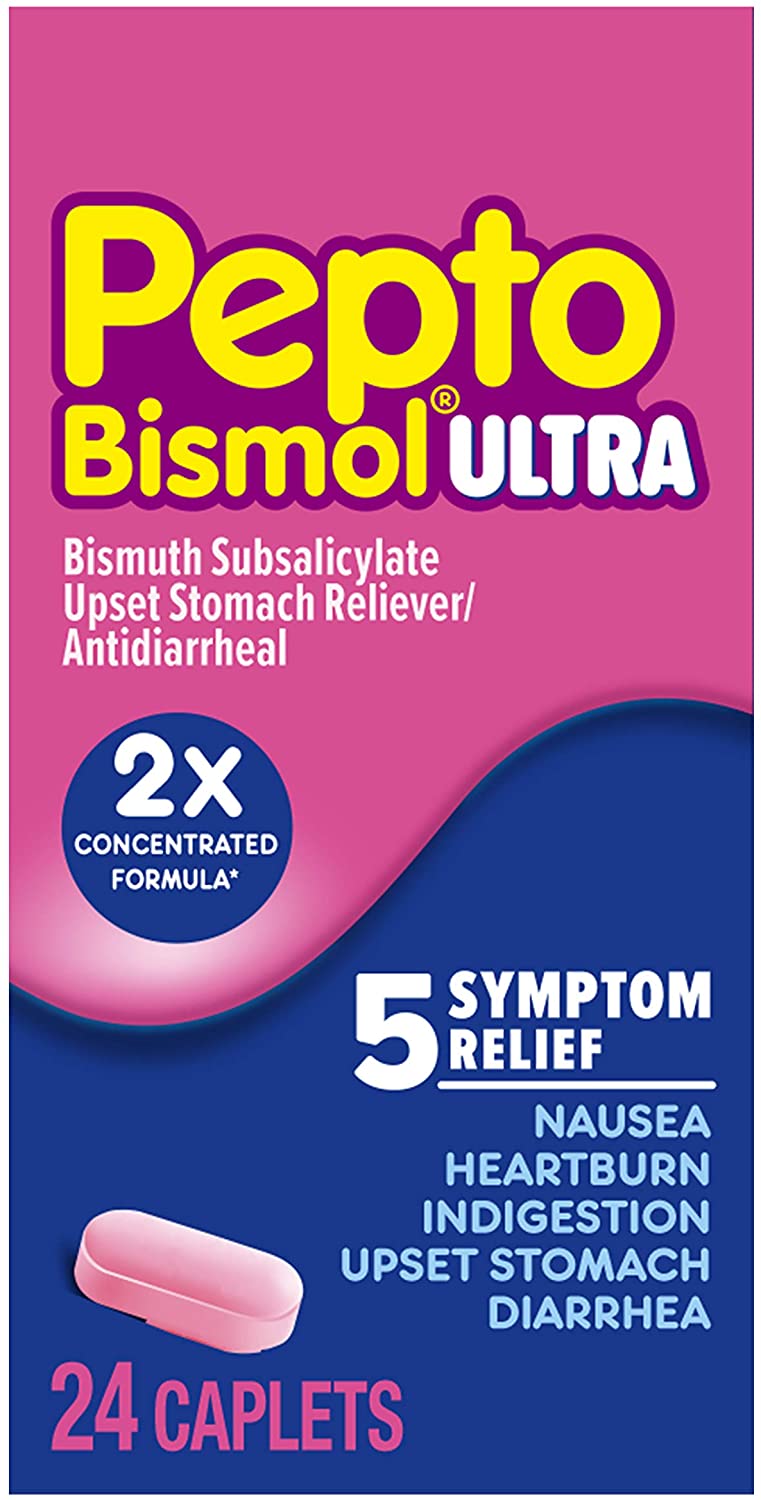 Pepto
Bismol® ULTRA
Bismuth Subsalicylate
Upset Stomach Reliever/
Antidiarrheal
2X
CONCENTRATED
FORMULA*
5 SYMPTOM
RELIEF
NAUSEA
HEARTBURN
INDIGESTION
UPSET STOMACH
DIARRHEA
24 CAPLETS